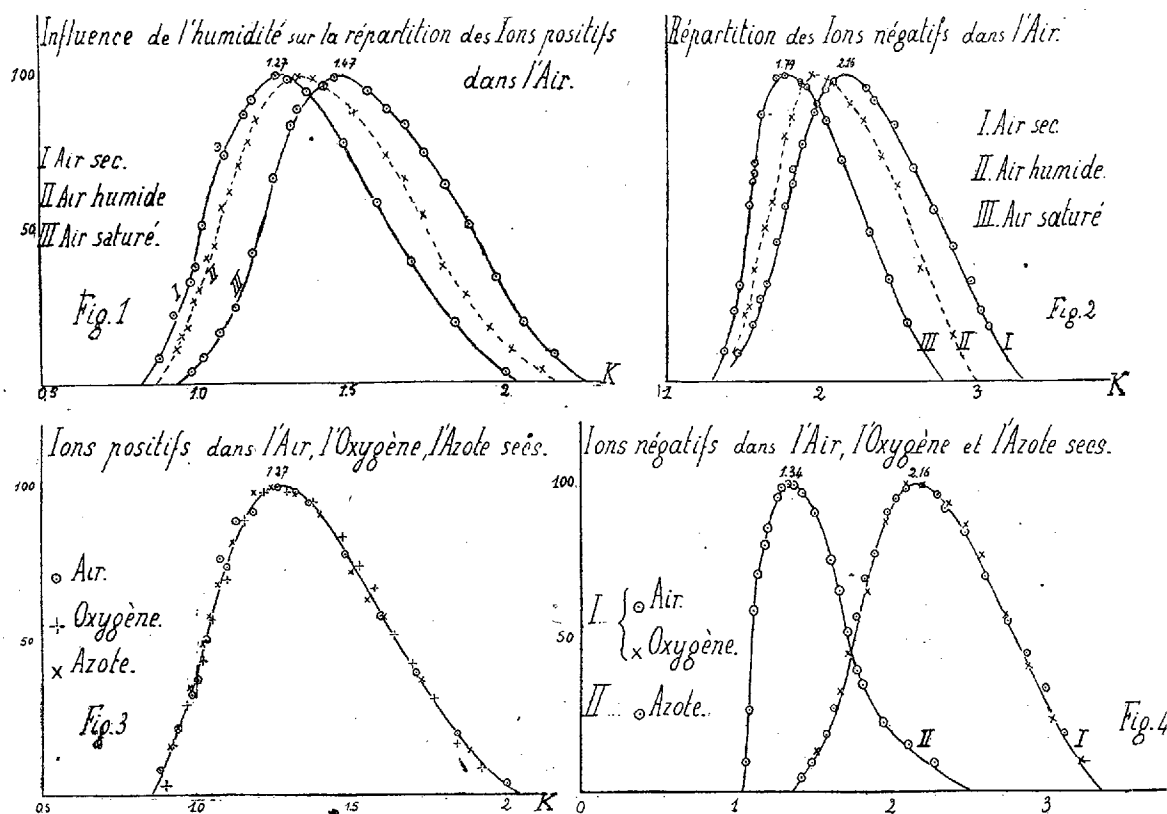 Influence de l'humidité sur la répartition des Ions positifs
dans l'Air.
100
1.27
1.47
I Air sec.
II Air humide
III Air saturé.
50
I
II
III
Fig.1
0.5
1.0
1.5
2.
K
Répartition des Ions négatifs dans l'Air.
1.79
2.15
I. Air sec.
II. Air humide.
III. Air saturé
Fig.2
III
II
I
2
3
K
Ions positifs dans l'Air, l'Oxygène, l'Azote secs.
100
⊙ Air.
+ Oxygène.
x Azote.
50
Fig.3
0.5
1.0
1.5
2
K
Ions négatifs dans l'Air, l'Oxygène et l'Azote secs.
100
1.34
2.16
I... { ⊙ Air.
x Oxygène.
II... ⊙ Azote.
50
II
I
Fig.4
0
1
2
3